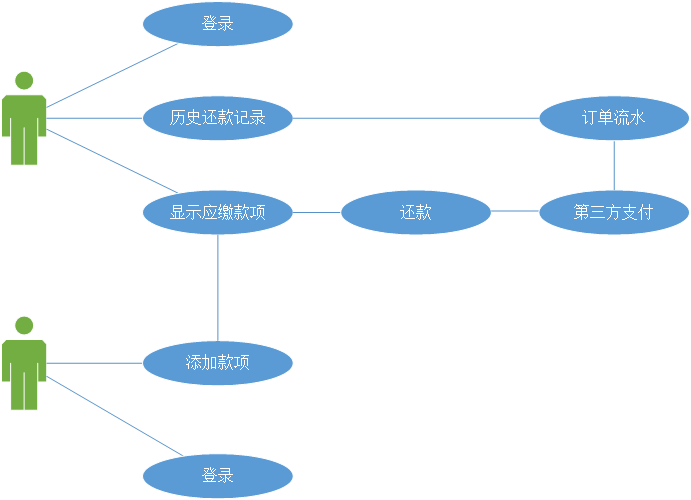 登录
历史还款记录
订单流水
显示应缴款项
还款
第三方支付
添加款项
登录